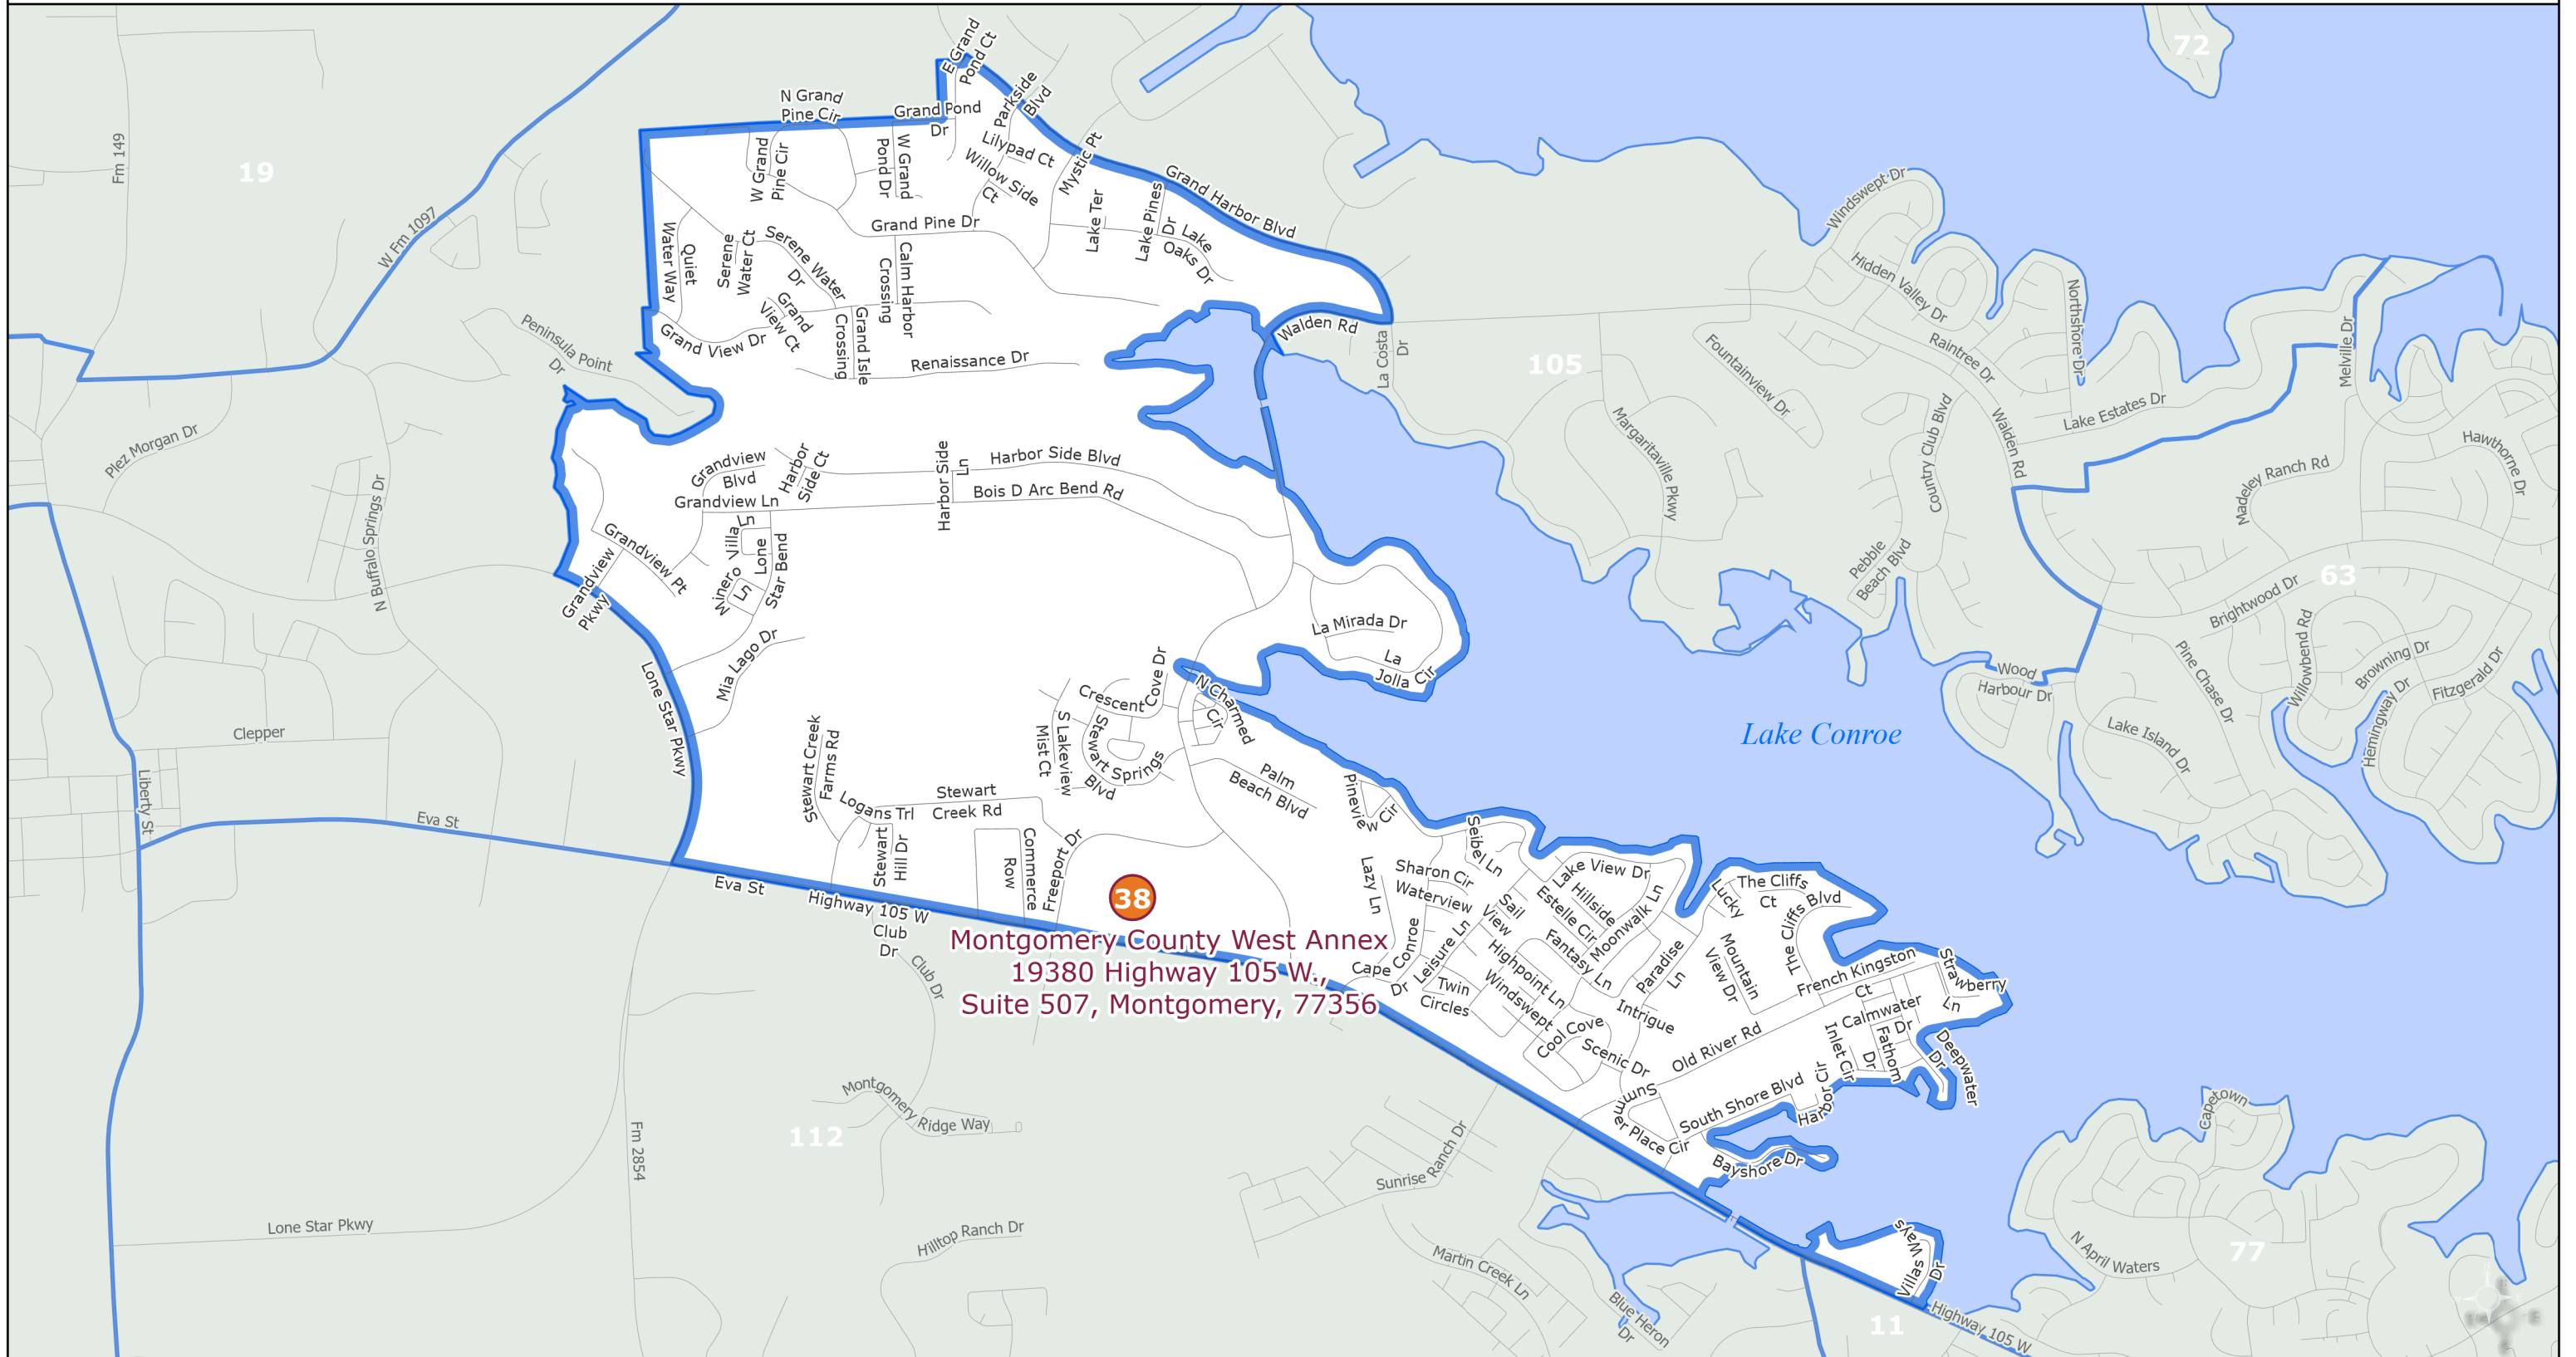 72
19
Fm 149
W Fm 1097
E Grand
Pond Ct
N Grand
Pine Cir
Grand Pond
Dr
Parkside
Blvd
Lilypad Ct
Willow Side
Ct
Mystic Pt
W Grand
Pine Cir
W Grand
Pond Dr
Grand Harbor Blvd
Lake Ter
Lake Pines
Dr
Lake
Oaks Dr
Grand Pine Dr
Quiet
Water Way
Serene
Water Ct
Serene Water
Dr
Calm Harbor
Crossing
Grand
View Ct
Grand View Dr
Grand Isle
Crossing
Renaissance Dr
Walden Rd
La Costa
Dr
105
Windswept Dr
Hidden Valley Dr
Northshore Dr
Raintree Dr
Fountainview Dr
Margaritaville Pkwy
Country Club Blvd
Walden Rd
Lake Estates Dr
Melville Dr
Hawthorne Dr
Madeley Ranch Rd
Pebble
Beach Blvd
63
Brightwood Dr
Willowbend Rd
Browning Dr
Fitzgerald Dr
Hemingway Dr
Pine Chase Dr
Lake Island Dr
Wood
Harbour Dr
Lake Conroe
Peninsula Point
Dr
Plez Morgan Dr
N Buffalo Springs Dr
Grandview
Blvd
Harbor
Side Ct
Grandview Ln
Harbor Side
Ln
Harbor Side Blvd
Bois D Arc Bend Rd
Grandview Pt
Grandview
Pkwy
Minero Villa
Ln
Ln
Lone
Star Bend
Mia Lago Dr
Lone Star Pkwy
La Mirada Dr
La
Jolla Cir
Crescent
Cove Dr
N Charmed
Cir
S Lakeview
Mist Ct
Stewart Springs
Blvd
Palm
Beach Blvd
Stewart Creek
Farms Rd
Logans Trl
Stewart
Creek Rd
Stewart
Hill Dr
Commerce
Row
Freeport Dr
Pineview
Cir
Clepper
Liberty St
Eva St
Eva St
Highway 105 W
Club
Dr
Club Dr
38
Montgomery County West Annex
19380 Highway 105 W.,
Suite 507, Montgomery, 77356
Seibel Ln
Sharon Cir
Waterview
Lazy Ln
Cape Conroe
Dr
Leisure Ln
Sail
View
Lake View Dr
Hillside
Estelle Cir
Moonwalk Ln
Fantasy Ln
Highpoint Ln
Windswept
Twin
Circles
Paradise
Ln
Intrigue
Cool Cove
Scenic Dr
Lucky
The Cliffs
Ct
The Cliffs Blvd
Mountain
View Dr
French Kingston
Ct
Strawberry
Ln
Calmwater
Dr
Fathom
Dr
Inlet Cir
Deepwater
Dr
Old River Rd
South Shore Blvd
Harbor Cir
Summer Place Cir
Bayshore Dr
Villas Ways
Dr
112
Montgomery
Ridge Way
Fm 2854
Lone Star Pkwy
Hilltop Ranch Dr
Sunrise
Ranch Dr
Martin Creek Ln
Blue Heron
Dr
11
Highway 105 W
Capetown
N April Waters
77